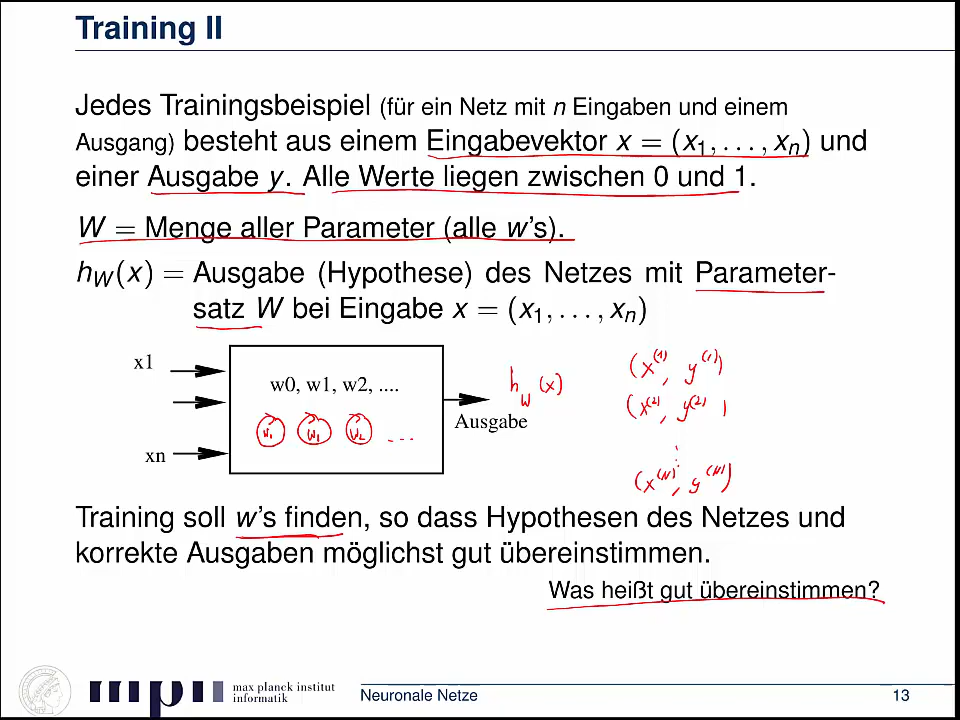 Training II
Jedes Trainingsbeispiel (für ein Netz mit n Eingaben und einem
Ausgang) besteht aus einem Eingabevektor x = (x1, . . . , xn) und
einer Ausgabe y. Alle Werte liegen zwischen 0 und 1.
W = Menge aller Parameter (alle w's).
hW(x) = Ausgabe (Hypothese) des Netzes mit Parameter-
satz W bei Eingabe x = (x1, . . . , xn)
x1
w0, w1, w2, ....
...
xn
Ausgabe
hW(x)
(x(1), y(1))
(x(2), y(2))
⋮
(x(N), y(N))
Training soll w's finden, so dass Hypothesen des Netzes und
korrekte Ausgaben möglichst gut übereinstimmen.
Was heißt gut übereinstimmen?
max planck institut
informatik
Neuronale Netze
13